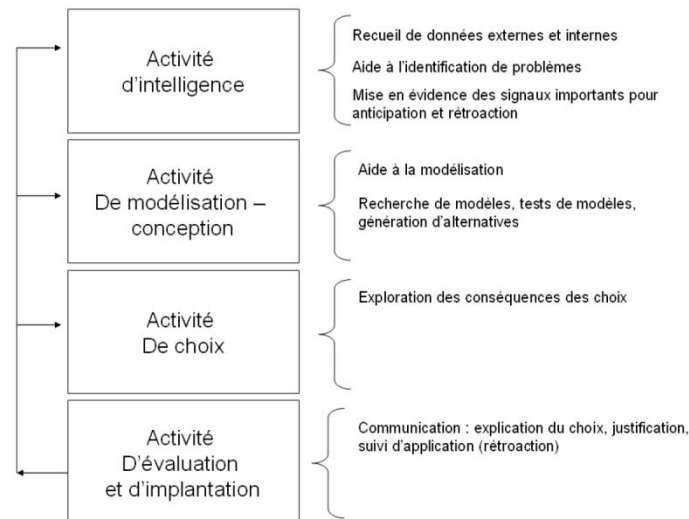 Activité
d'intelligence
Recueil de données externes et internes
Aide à l'identification de problèmes
Mise en évidence des signaux importants pour
anticipation et rétroaction
Activité
De modélisation –
conception
Aide à la modélisation
Recherche de modèles, tests de modèles,
génération d'alternatives
Activité
De choix
Exploration des conséquences des choix
Activité
D'évaluation
et d'implantation
Communication : explication du choix, justification,
suivi d'application (rétroaction)